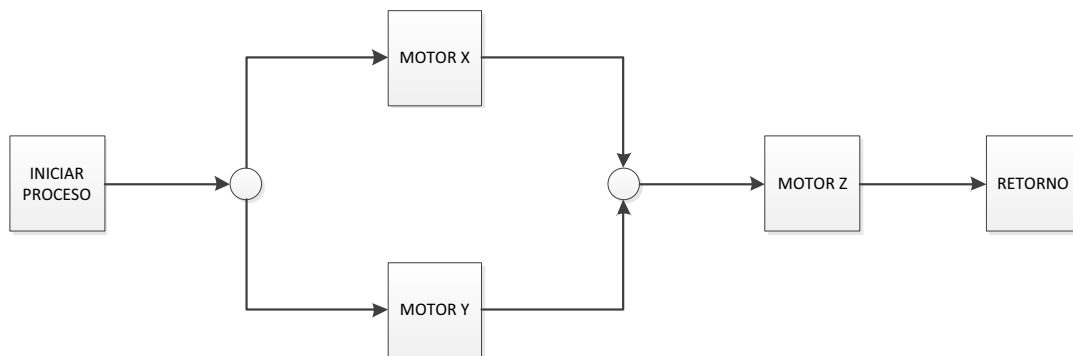 INICIAR
PROCESO
MOTOR X
MOTOR Y
MOTOR Z
RETORNO